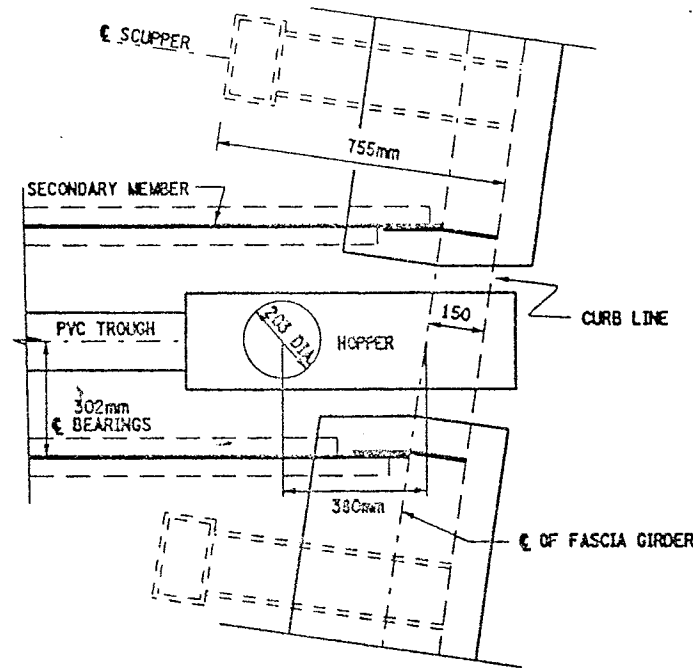 ℄ SCUPPER
755mm
SECONDARY MEMBER
PVC TROUGH
203 DIA.
HOPPER
150
CURB LINE
302mm
℄ BEARINGS
380mm
℄ OF FASCIA GIRDER